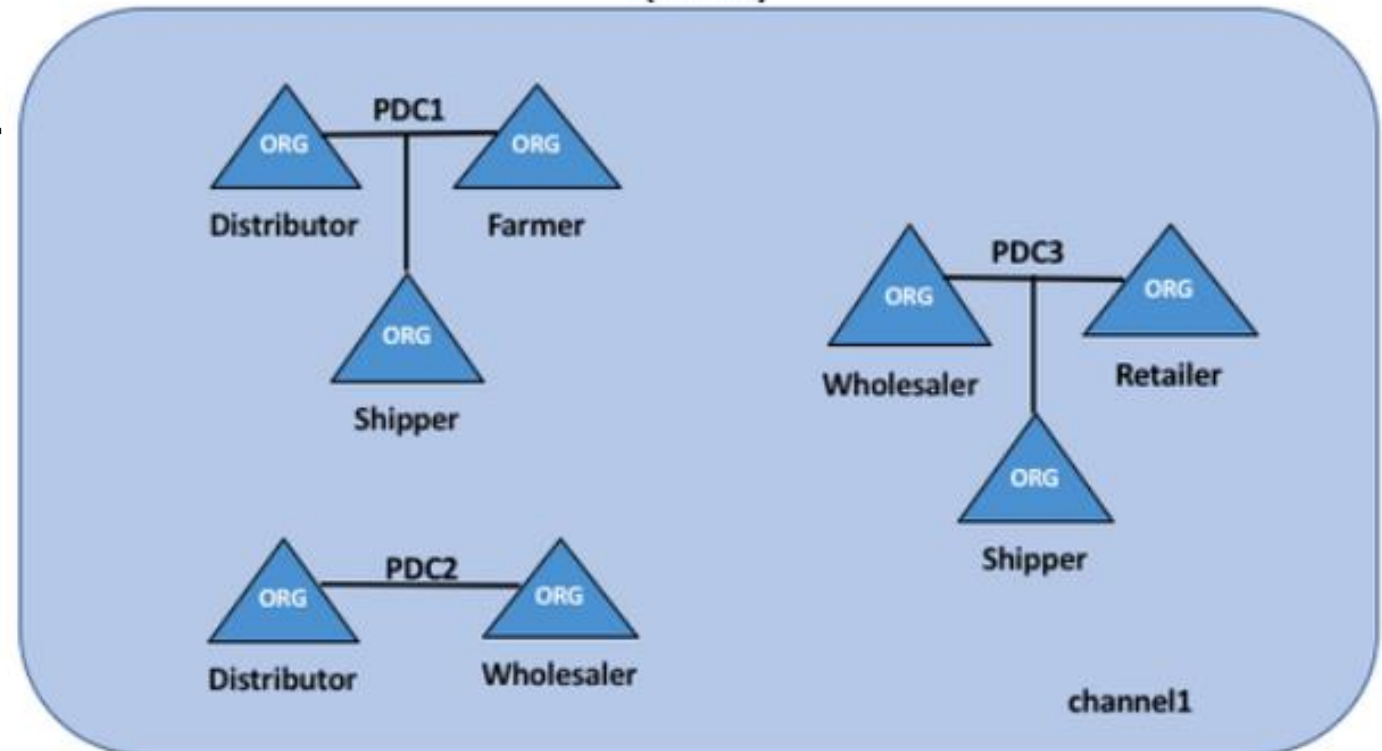 PDC1
ORG
ORG
Distributor
Farmer
ORG
Shipper
PDC3
ORG
ORG
Wholesaler
Retailer
ORG
Shipper
PDC2
ORG
ORG
Distributor
Wholesaler
channel1